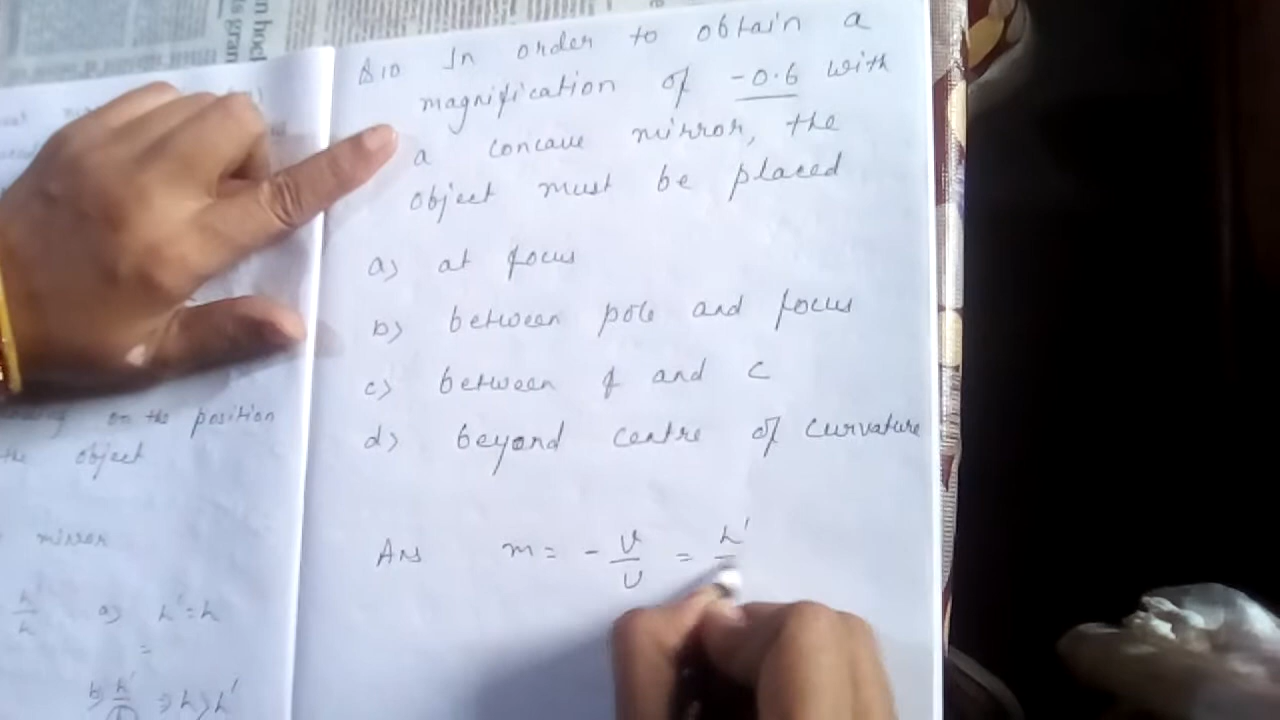 Q10 In order to obtain a
magnification of -0.6 with
a concave mirror, the
object must be placed
a) at focus
b) between pole and focus
c) between f and c
d) beyond centre of curvature
Ans m = - v/u = h'
on the position
the object
mirror
h'/h a) h'=h
=
b) h' => h>h'